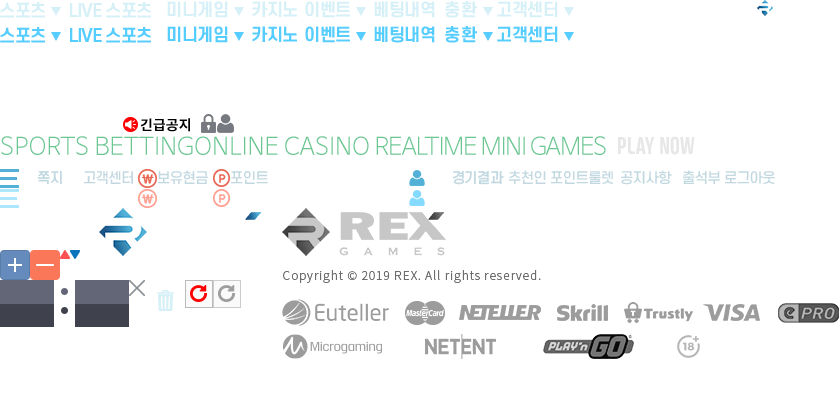 스포츠 ▼ LIVE 스포츠 미니게임 ▼ 카지노 이벤트 ▼ 베팅내역 충환 ▼ 고객센터 ▼
스포츠 ▼ LIVE 스포츠 미니게임 ▼ 카지노 이벤트 ▼ 베팅내역 충환 ▼ 고객센터 ▼
긴급공지
SPORTS BETTINGONLINE CASINO REALTIME MINI GAMES PLAY NOW
쪽지 고객센터 ₩보유현금 P포인트 경기결과 추천인 포인트룰렛 공지사항 출석부 로그아웃
₩ P
REX
GAMES
Copyright © 2019 REX. All rights reserved.
Euteller MasterCard NETELLER Skrill Trustly VISA ePRO
Microgaming NETENT PLAY'n GO 18+